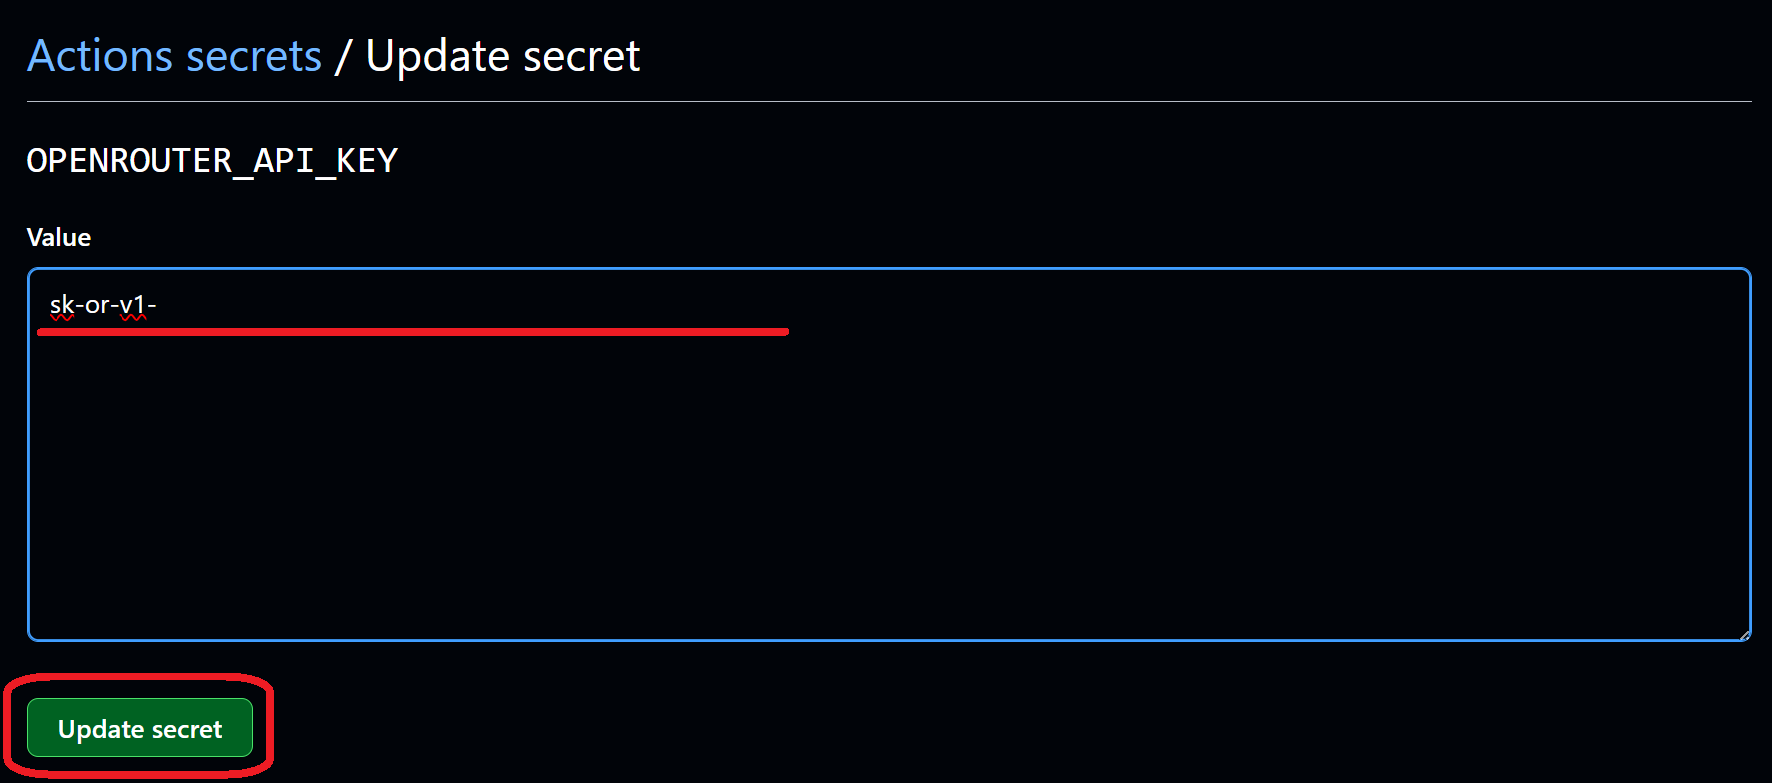 Actions secrets / Update secret
OPENROUTER_API_KEY
Value
sk-or-v1-
Update secret